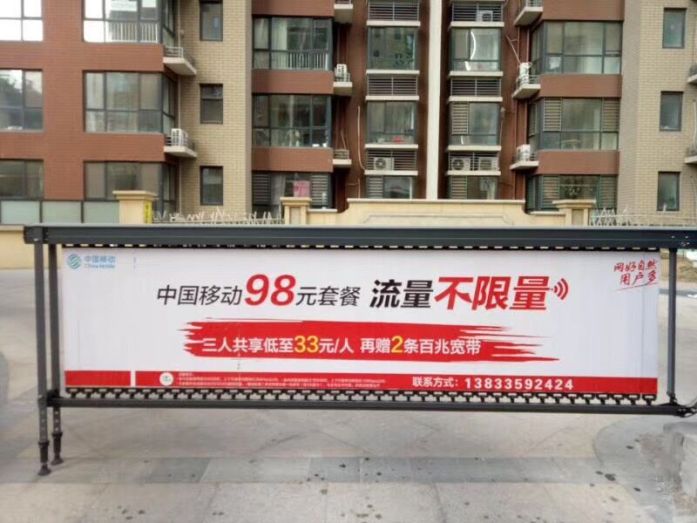 中国移动
China Mobile
网好自然
用户多
中国移动98元套餐 流量不限量
三人共享低至33元/人 再赠2条百兆宽带
联系方式：13833592424